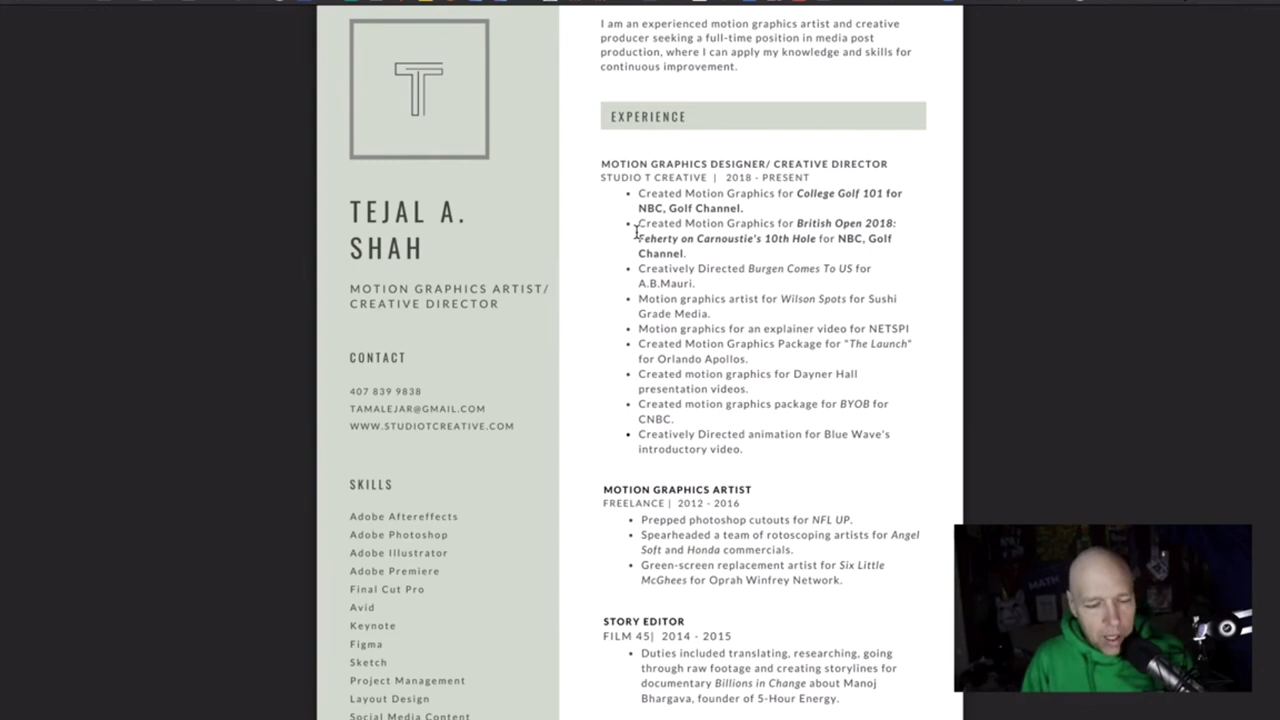 T
TEJAL A.
SHAH
MOTION GRAPHICS ARTIST/
CREATIVE DIRECTOR
CONTACT
407 839 9838
TAMALEJAR@GMAIL.COM
WWW.STUDIOTCREATIVE.COM
SKILLS
Adobe Aftereffects
Adobe Photoshop
Adobe Illustrator
Adobe Premiere
Final Cut Pro
Avid
Keynote
Figma
Sketch
Project Management
Layout Design
Social Media Content
I am an experienced motion graphics artist and creative
producer seeking a full-time position in media post
production, where I can apply my knowledge and skills for
continuous improvement.
EXPERIENCE
MOTION GRAPHICS DESIGNER/ CREATIVE DIRECTOR
STUDIO T CREATIVE | 2018 - PRESENT
• Created Motion Graphics for College Golf 101 for
NBC, Golf Channel.
• Created Motion Graphics for British Open 2018:
Feherty on Carnoustie's 10th Hole for NBC, Golf
Channel.
• Creatively Directed Burgen Comes To US for
A.B.Mauri.
• Motion graphics artist for Wilson Spots for Sushi
Grade Media.
• Motion graphics for an explainer video for NETSPI
• Created Motion Graphics Package for "The Launch"
for Orlando Apollos.
• Created motion graphics for Dayner Hall
presentation videos.
• Created motion graphics package for BYOB for
CNBC.
• Creatively Directed animation for Blue Wave's
introductory video.
MOTION GRAPHICS ARTIST
FREELANCE | 2012 - 2016
• Prepped photoshop cutouts for NFL UP.
• Spearheaded a team of rotoscoping artists for Angel
Soft and Honda commercials.
• Green-screen replacement artist for Six Little
McGhees for Oprah Winfrey Network.
STORY EDITOR
FILM 45| 2014 - 2015
• Duties included translating, researching, going
through raw footage and creating storylines for
documentary Billions in Change about Manoj
Bhargava, founder of 5-Hour Energy.
MATH